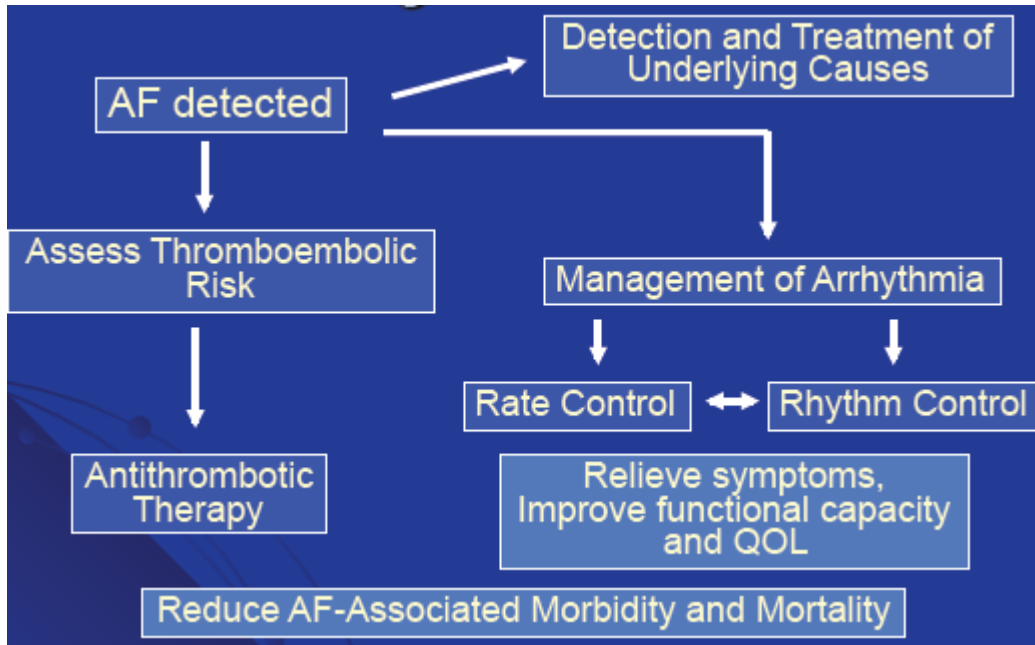 Detection and Treatment of
Underlying Causes
AF detected
Assess Thromboembolic
Risk
Management of Arrhythmia
Rate Control
Rhythm Control
Antithrombotic
Therapy
Relieve symptoms,
Improve functional capacity
and QOL
Reduce AF-Associated Morbidity and Mortality